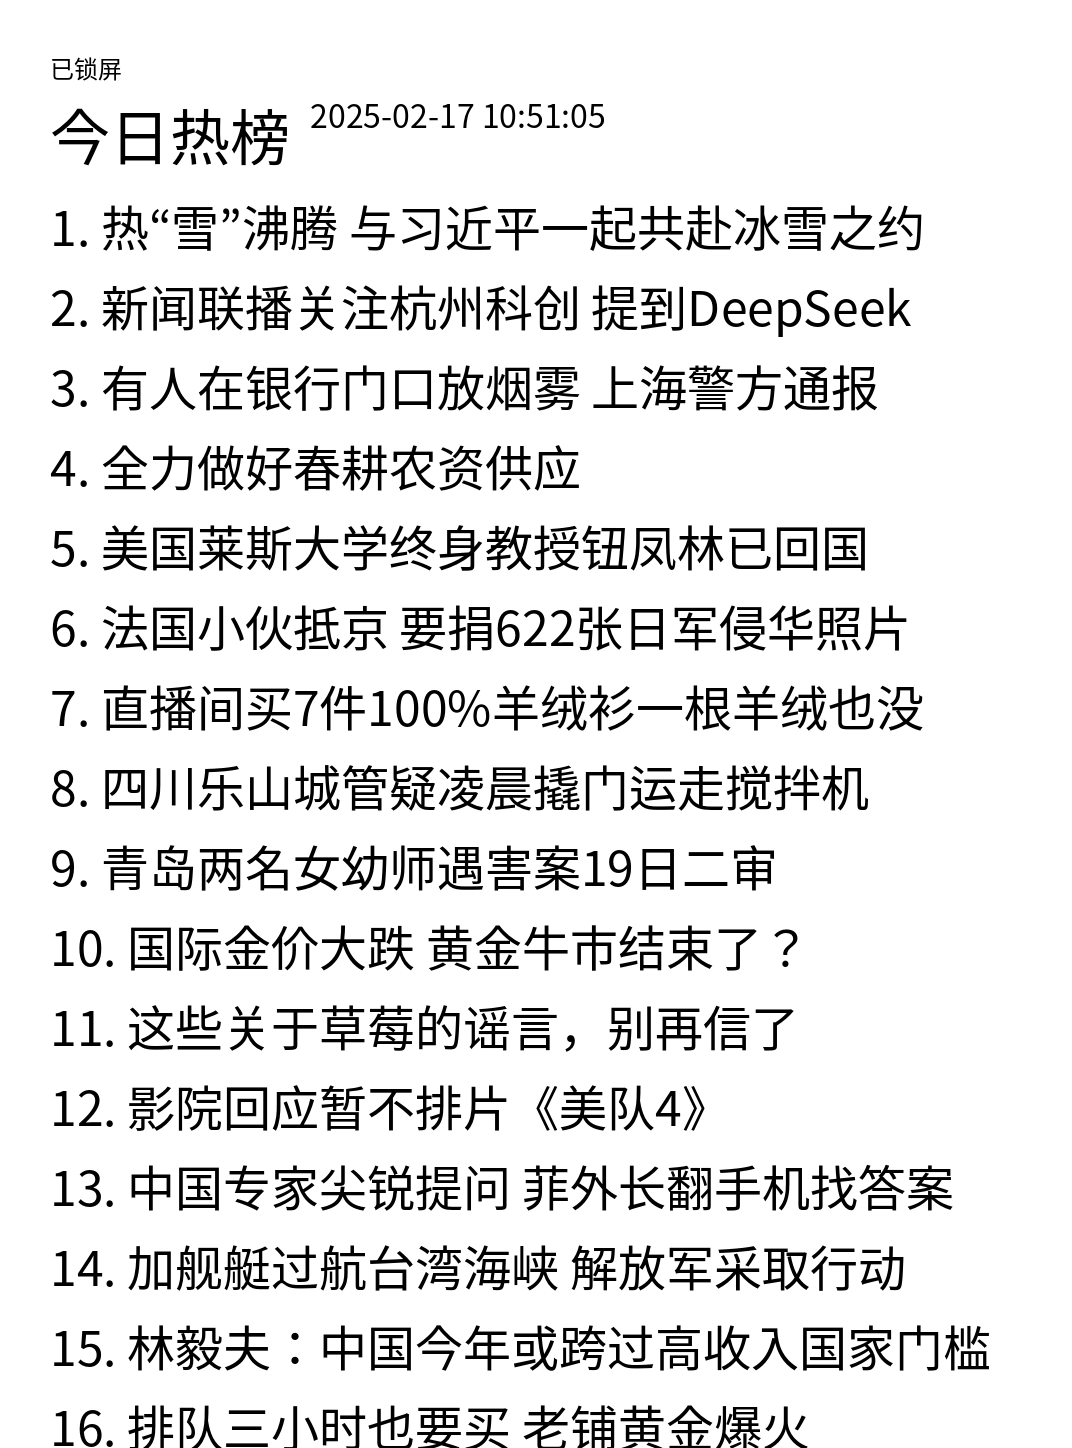 已锁屏
今日热榜 2025-02-17 10:51:05
1. 热“雪”沸腾 与习近平一起共赴冰雪之约
2. 新闻联播关注杭州科创 提到DeepSeek
3. 有人在银行门口放烟雾 上海警方通报
4. 全力做好春耕农资供应
5. 美国莱斯大学终身教授钮凤林已回国
6. 法国小伙抵京 要捐622张日军侵华照片
7. 直播间买7件100%羊绒衫一根羊绒也没
8. 四川乐山城管疑凌晨撬门运走搅拌机
9. 青岛两名女幼师遇害案19日二审
10. 国际金价大跌 黄金牛市结束了？
11. 这些关于草莓的谣言，别再信了
12. 影院回应暂不排片《美队4》
13. 中国专家尖锐提问 菲外长翻手机找答案
14. 加舰艇过航台湾海峡 解放军采取行动
15. 林毅夫：中国今年或跨过高收入国家门槛
16. 排队三小时也要买 老铺黄金爆火